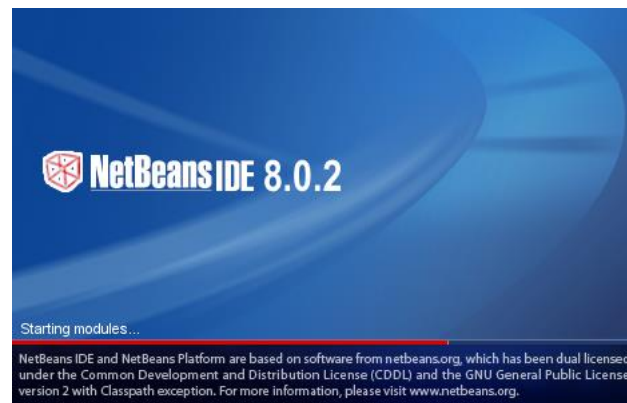 NetBeans IDE 8.0.2
Starting modules...
NetBeans IDE and NetBeans Platform are based on software from netbeans.org, which has been dual licensed
under the Common Development and Distribution License (CDDL) and the GNU General Public License
version 2 with Classpath exception. For more information, please visit www.netbeans.org.